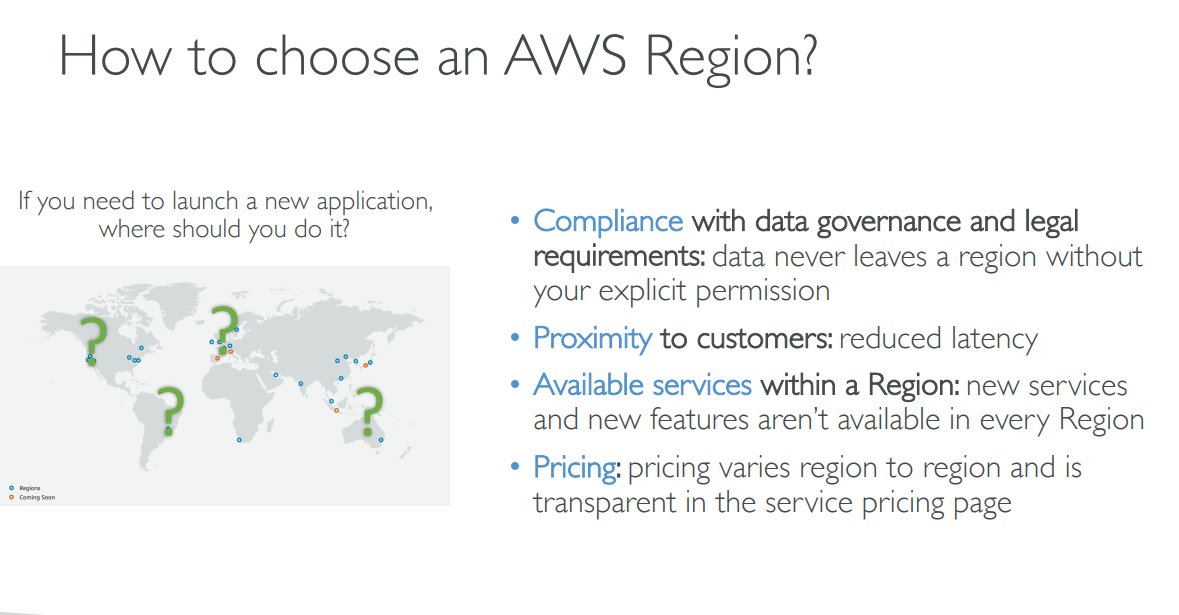 How to choose an AWS Region?
If you need to launch a new application,
where should you do it?
?
?
?
?
Regions
Coming Soon
• Compliance with data governance and legal
requirements: data never leaves a region without
your explicit permission
• Proximity to customers: reduced latency
• Available services within a Region: new services
and new features aren’t available in every Region
• Pricing: pricing varies region to region and is
transparent in the service pricing page